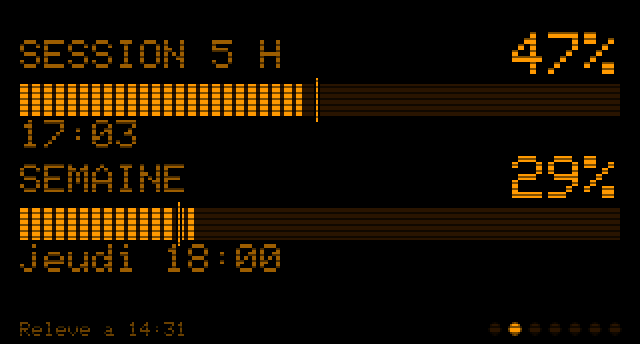 SESSION 5 H 47%
17:03
SEMAINE 29%
jeudi 18:00
Releve a 14:31